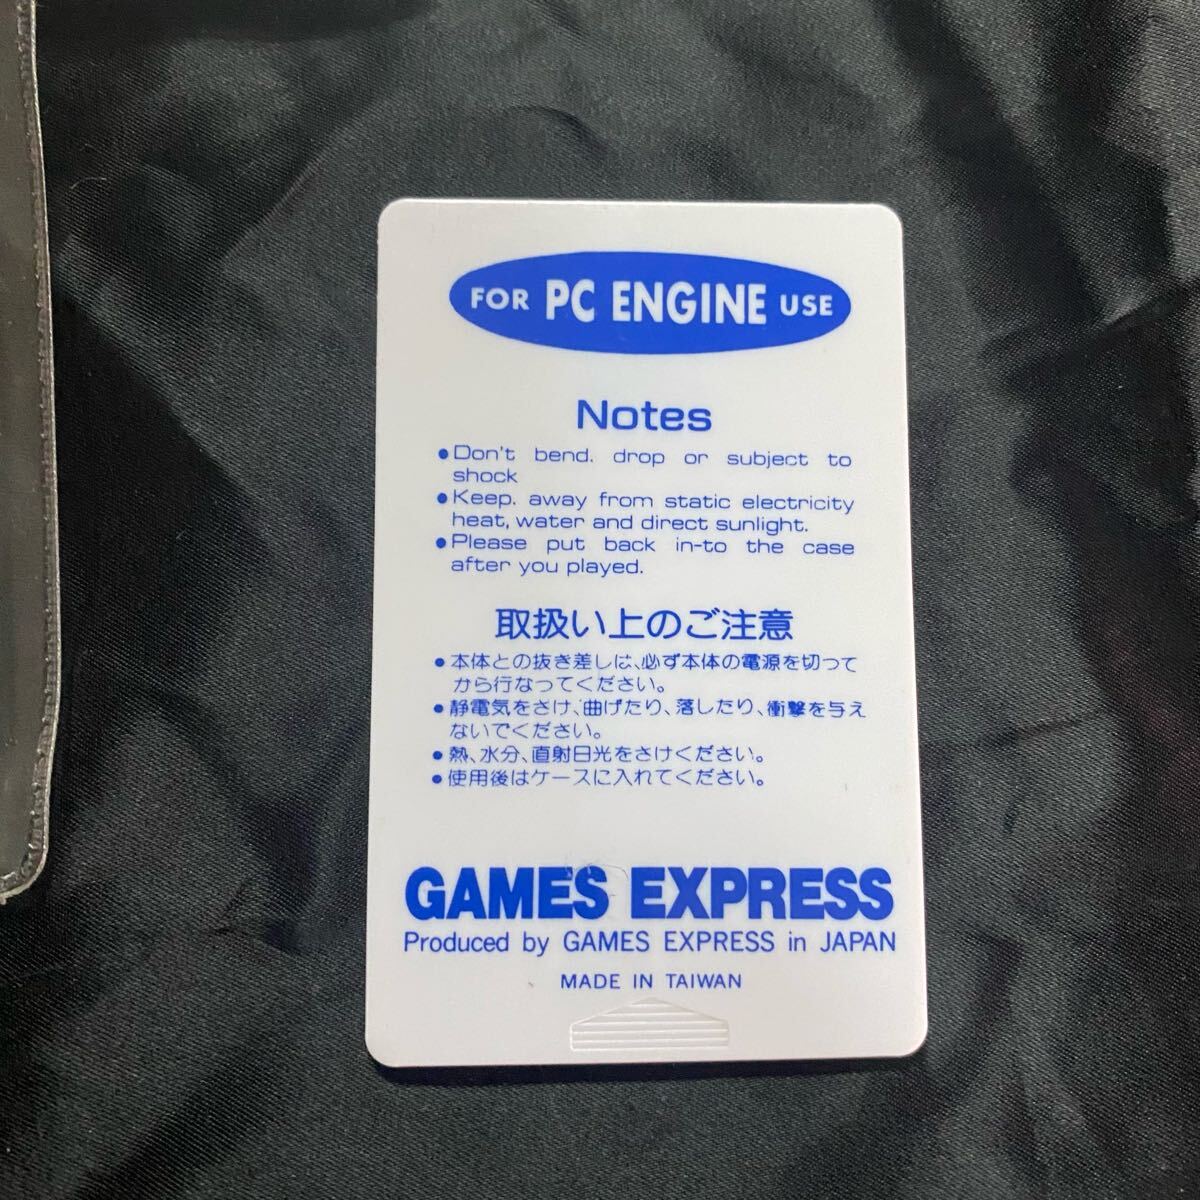 FOR PC ENGINE USE
Notes
●Don't bend. drop or subject to
shock
●Keep. away from static electricity
heat, water and direct sunlight.
●Please put back in-to the case
after you played.
取扱い上のご注意
●本体との抜き差しは、必ず本体の電源を切って
から行なってください。
●静電気をさけ、曲げたり、落したり、衝撃を与え
ないでください。
●熱、水分、直射日光をさけください。
●使用後はケースに入れてください。
GAMES EXPRESS
Produced by GAMES EXPRESS in JAPAN
MADE IN TAIWAN